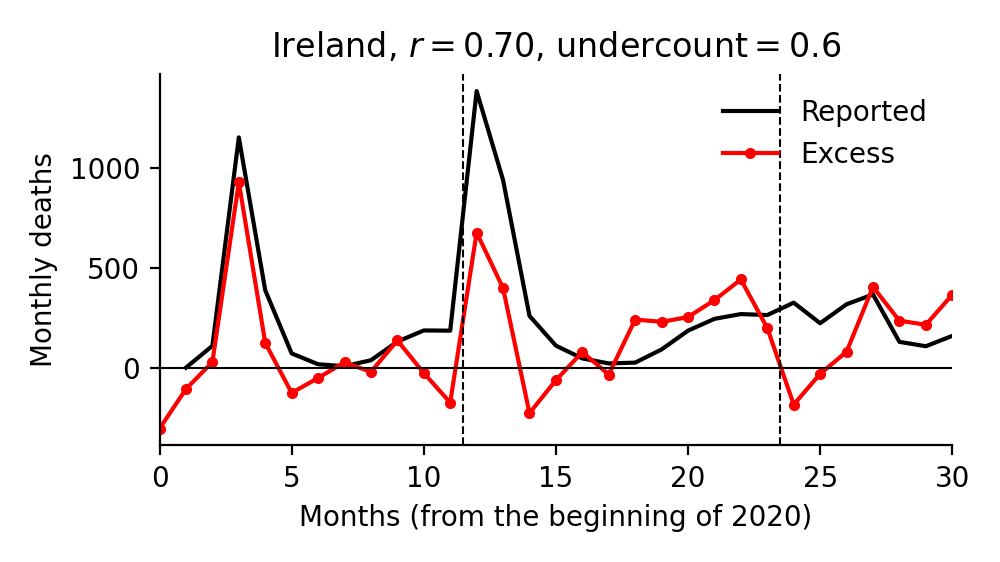 Ireland, r = 0.70, undercount = 0.6
Reported
Excess
Monthly deaths
1000
500
0
0 5 10 15 20 25 30
Months (from the beginning of 2020)